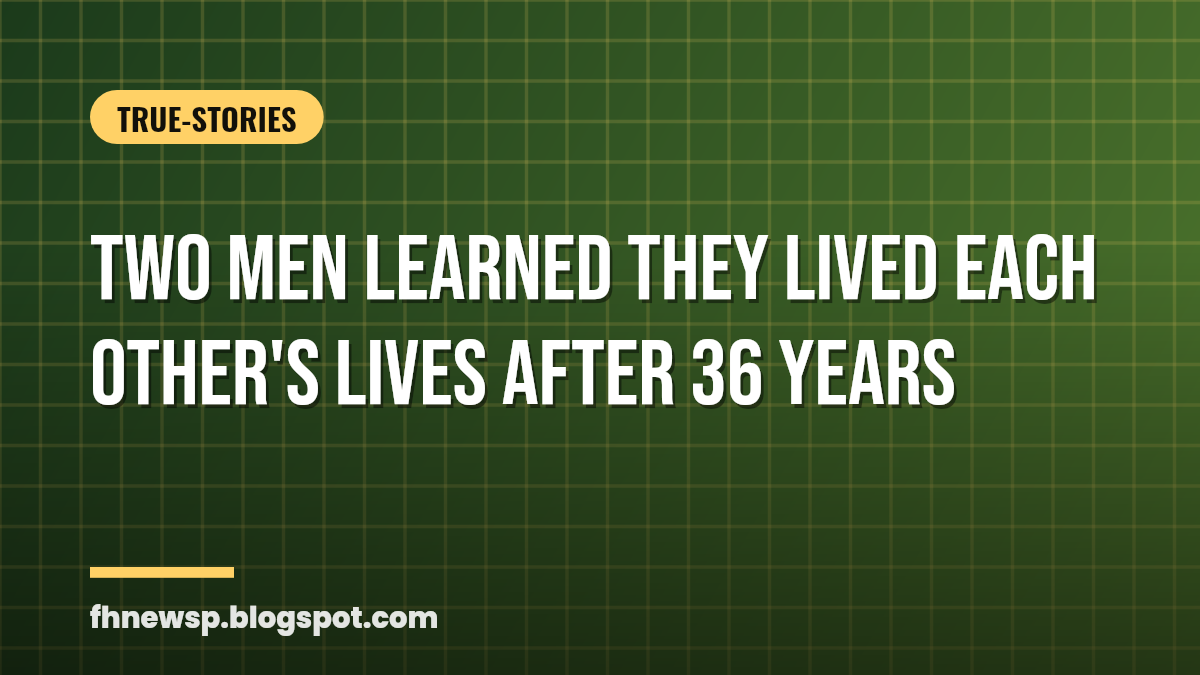 TRUE-STORIES
TWO MEN LEARNED THEY LIVED EACH
OTHER'S LIVES AFTER 36 YEARS
fhnewsp.blogspot.com